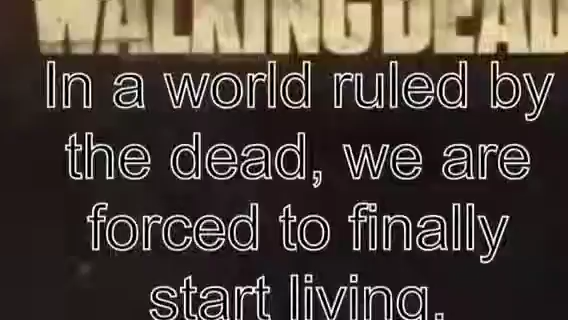 WALKING DEAD
In a world ruled by
the dead, we are
forced to finally
start living.